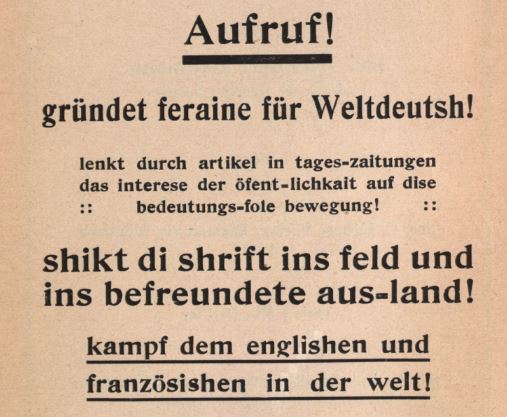 Aufruf!
gründet feraine für Weltdeutsh!
lenkt durch artikel in tages-zaitungen
das interese der öfent-lichkait auf dise
:: bedeutungs-fole bewegung! ::
shikt di shrift ins feld und
ins befreundete aus-land!
kampf dem englishen und
französishen in der welt!